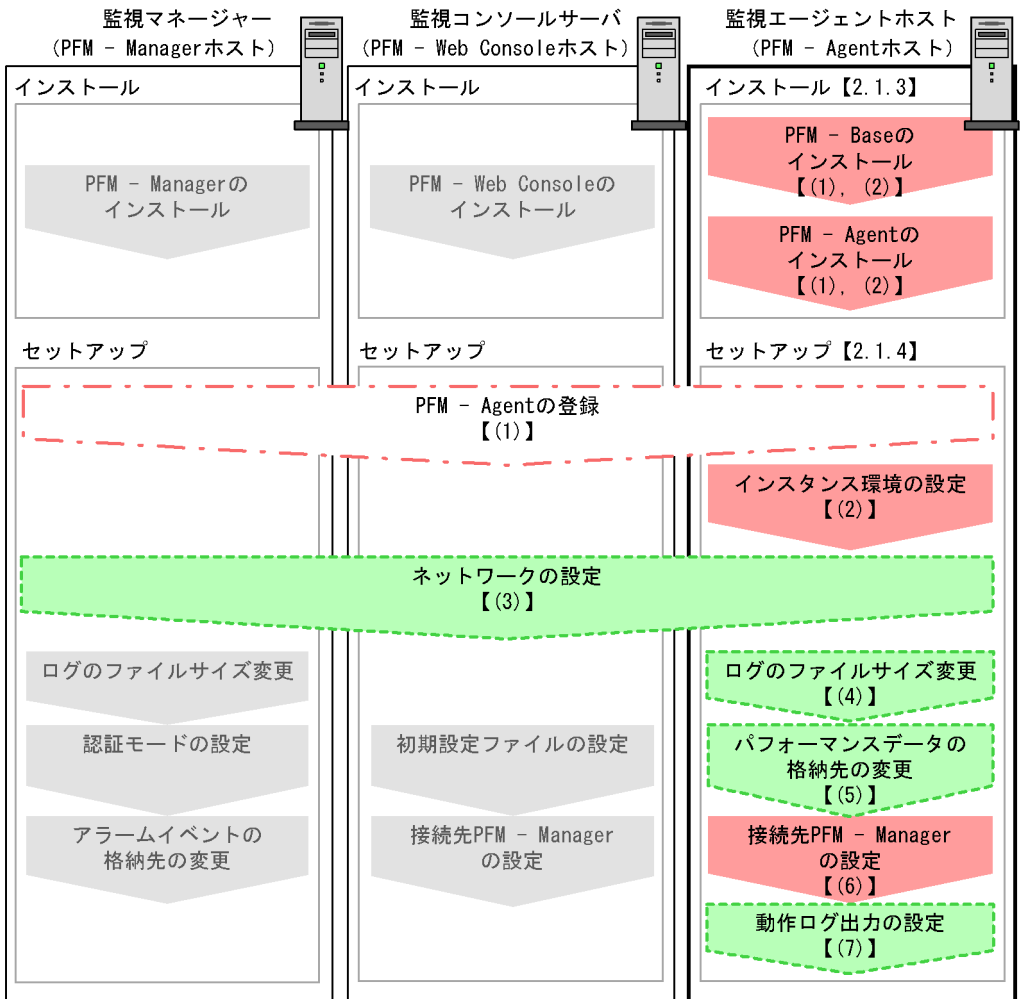 監視マネージャー
(PFM - Managerホスト)
監視コンソールサーバ
(PFM - Web Consoleホスト)
監視エージェントホスト
(PFM - Agentホスト)
インストール
PFM - Managerの
インストール
インストール
PFM - Web Consoleの
インストール
インストール【2.1.3】
PFM - Baseの
インストール
【(1), (2)】
PFM - Agentの
インストール
【(1), (2)】
セットアップ
セットアップ
セットアップ【2.1.4】
PFM - Agentの登録
【(1)】
インスタンス環境の設定
【(2)】
ネットワークの設定
【(3)】
ログのファイルサイズ変更
ログのファイルサイズ変更
【(4)】
認証モードの設定
初期設定ファイルの設定
パフォーマンスデータの
格納先の変更
【(5)】
アラームイベントの
格納先の変更
接続先PFM - Manager
の設定
接続先PFM - Manager
の設定
【(6)】
動作ログ出力の設定
【(7)】